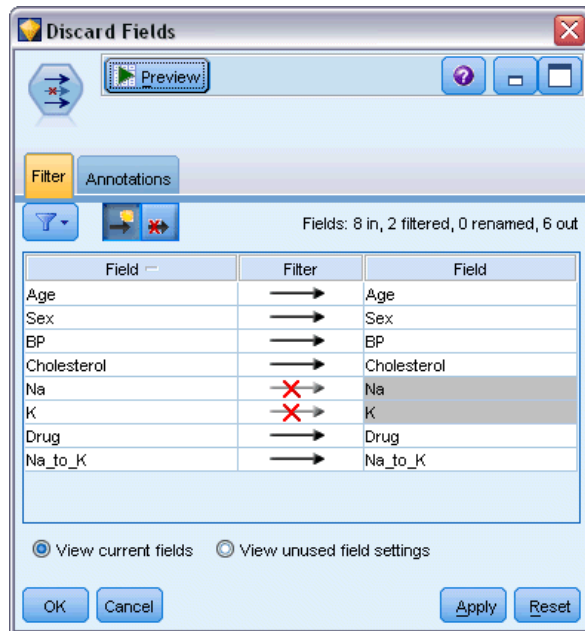 Discard Fields
Preview
Filter
Annotations
Fields: 8 in, 2 filtered, 0 renamed, 6 out
Field Filter Field
Age Age
Sex Sex
BP BP
Cholesterol Cholesterol
Na Na
K K
Drug Drug
Na_to_K Na_to_K
View current fields View unused field settings
OK Cancel Apply Reset